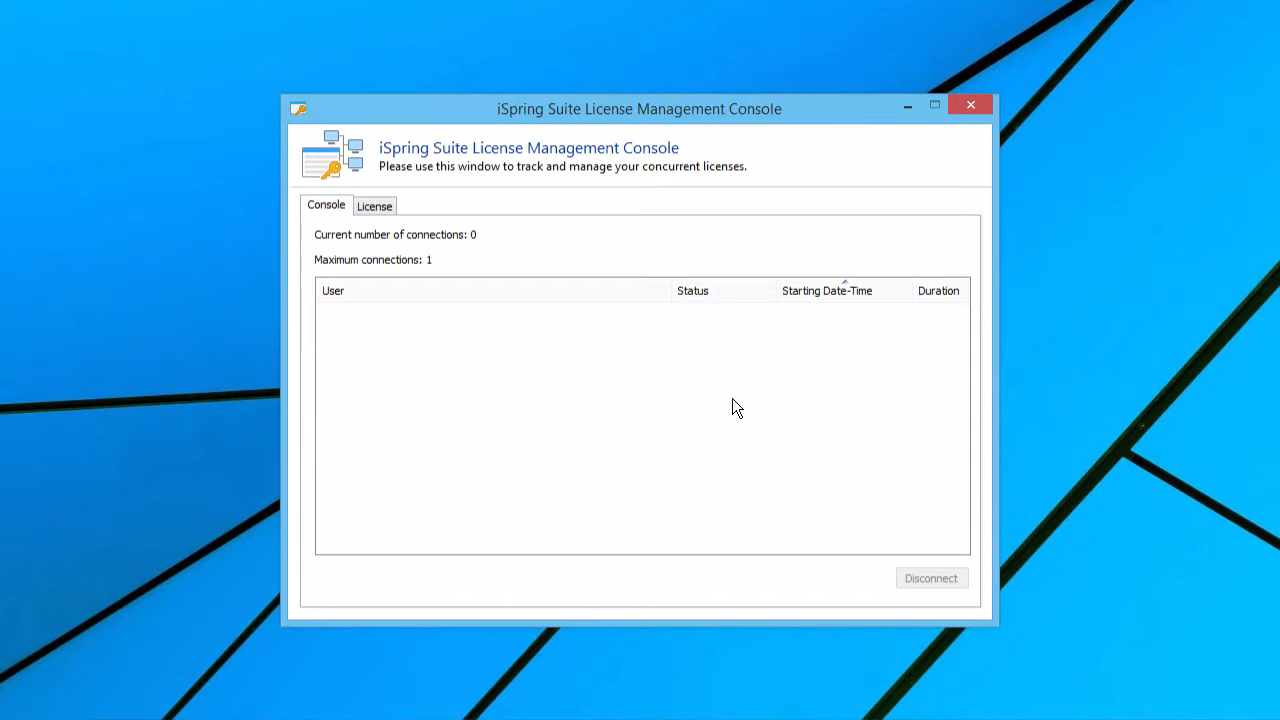 iSpring Suite License Management Console
iSpring Suite License Management Console
Please use this window to track and manage your concurrent licenses.
Console License
Current number of connections: 0
Maximum connections: 1
User Status Starting Date-Time Duration
Disconnect